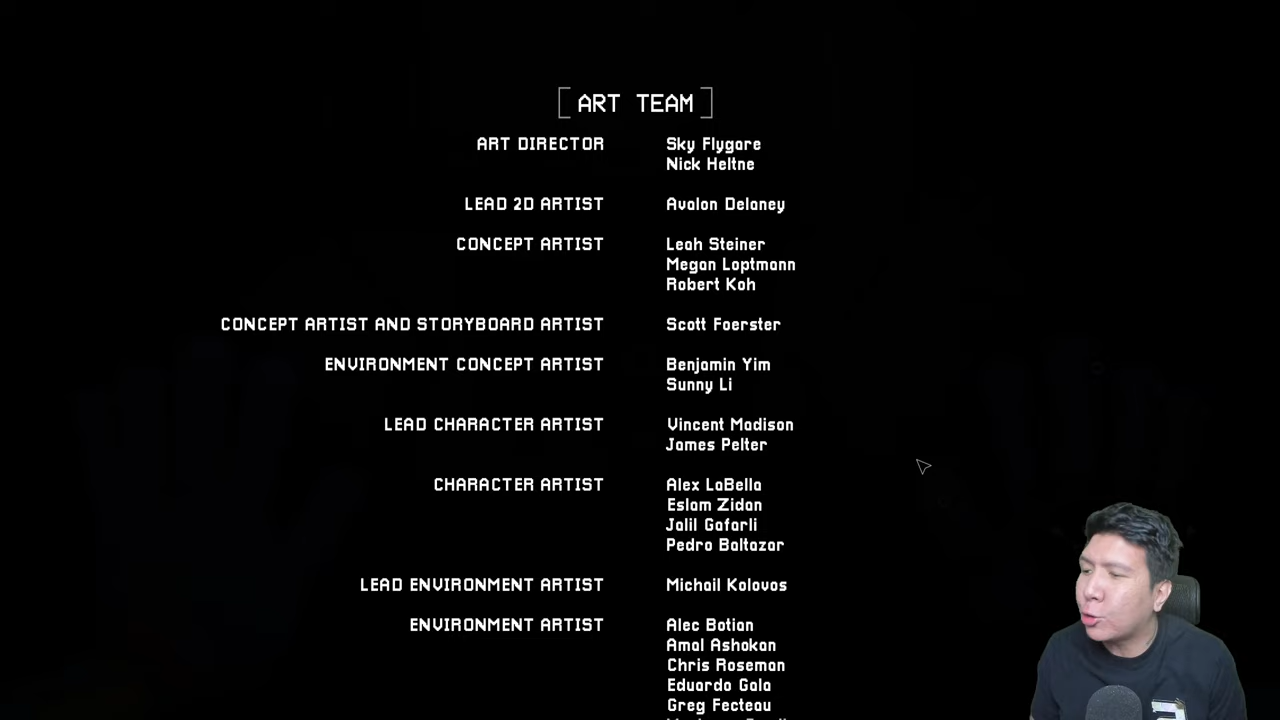 [ART TEAM]
ART DIRECTOR Sky Flygare
Nick Heltne
LEAD 2D ARTIST Avalon Delaney
CONCEPT ARTIST Leah Steiner
Megan Loptmann
Robert Koh
CONCEPT ARTIST AND STORYBOARD ARTIST Scott Foerster
ENVIRONMENT CONCEPT ARTIST Benjamin Yim
Sunny Li
LEAD CHARACTER ARTIST Vincent Madison
James Pelter
CHARACTER ARTIST Alex LaBella
Eslam Zidan
Jalil Gafarli
Pedro Baltazar
LEAD ENVIRONMENT ARTIST Michail Kolovos
ENVIRONMENT ARTIST Alec Botian
Amal Ashokan
Chris Roseman
Eduardo Gala
Greg Fecteau